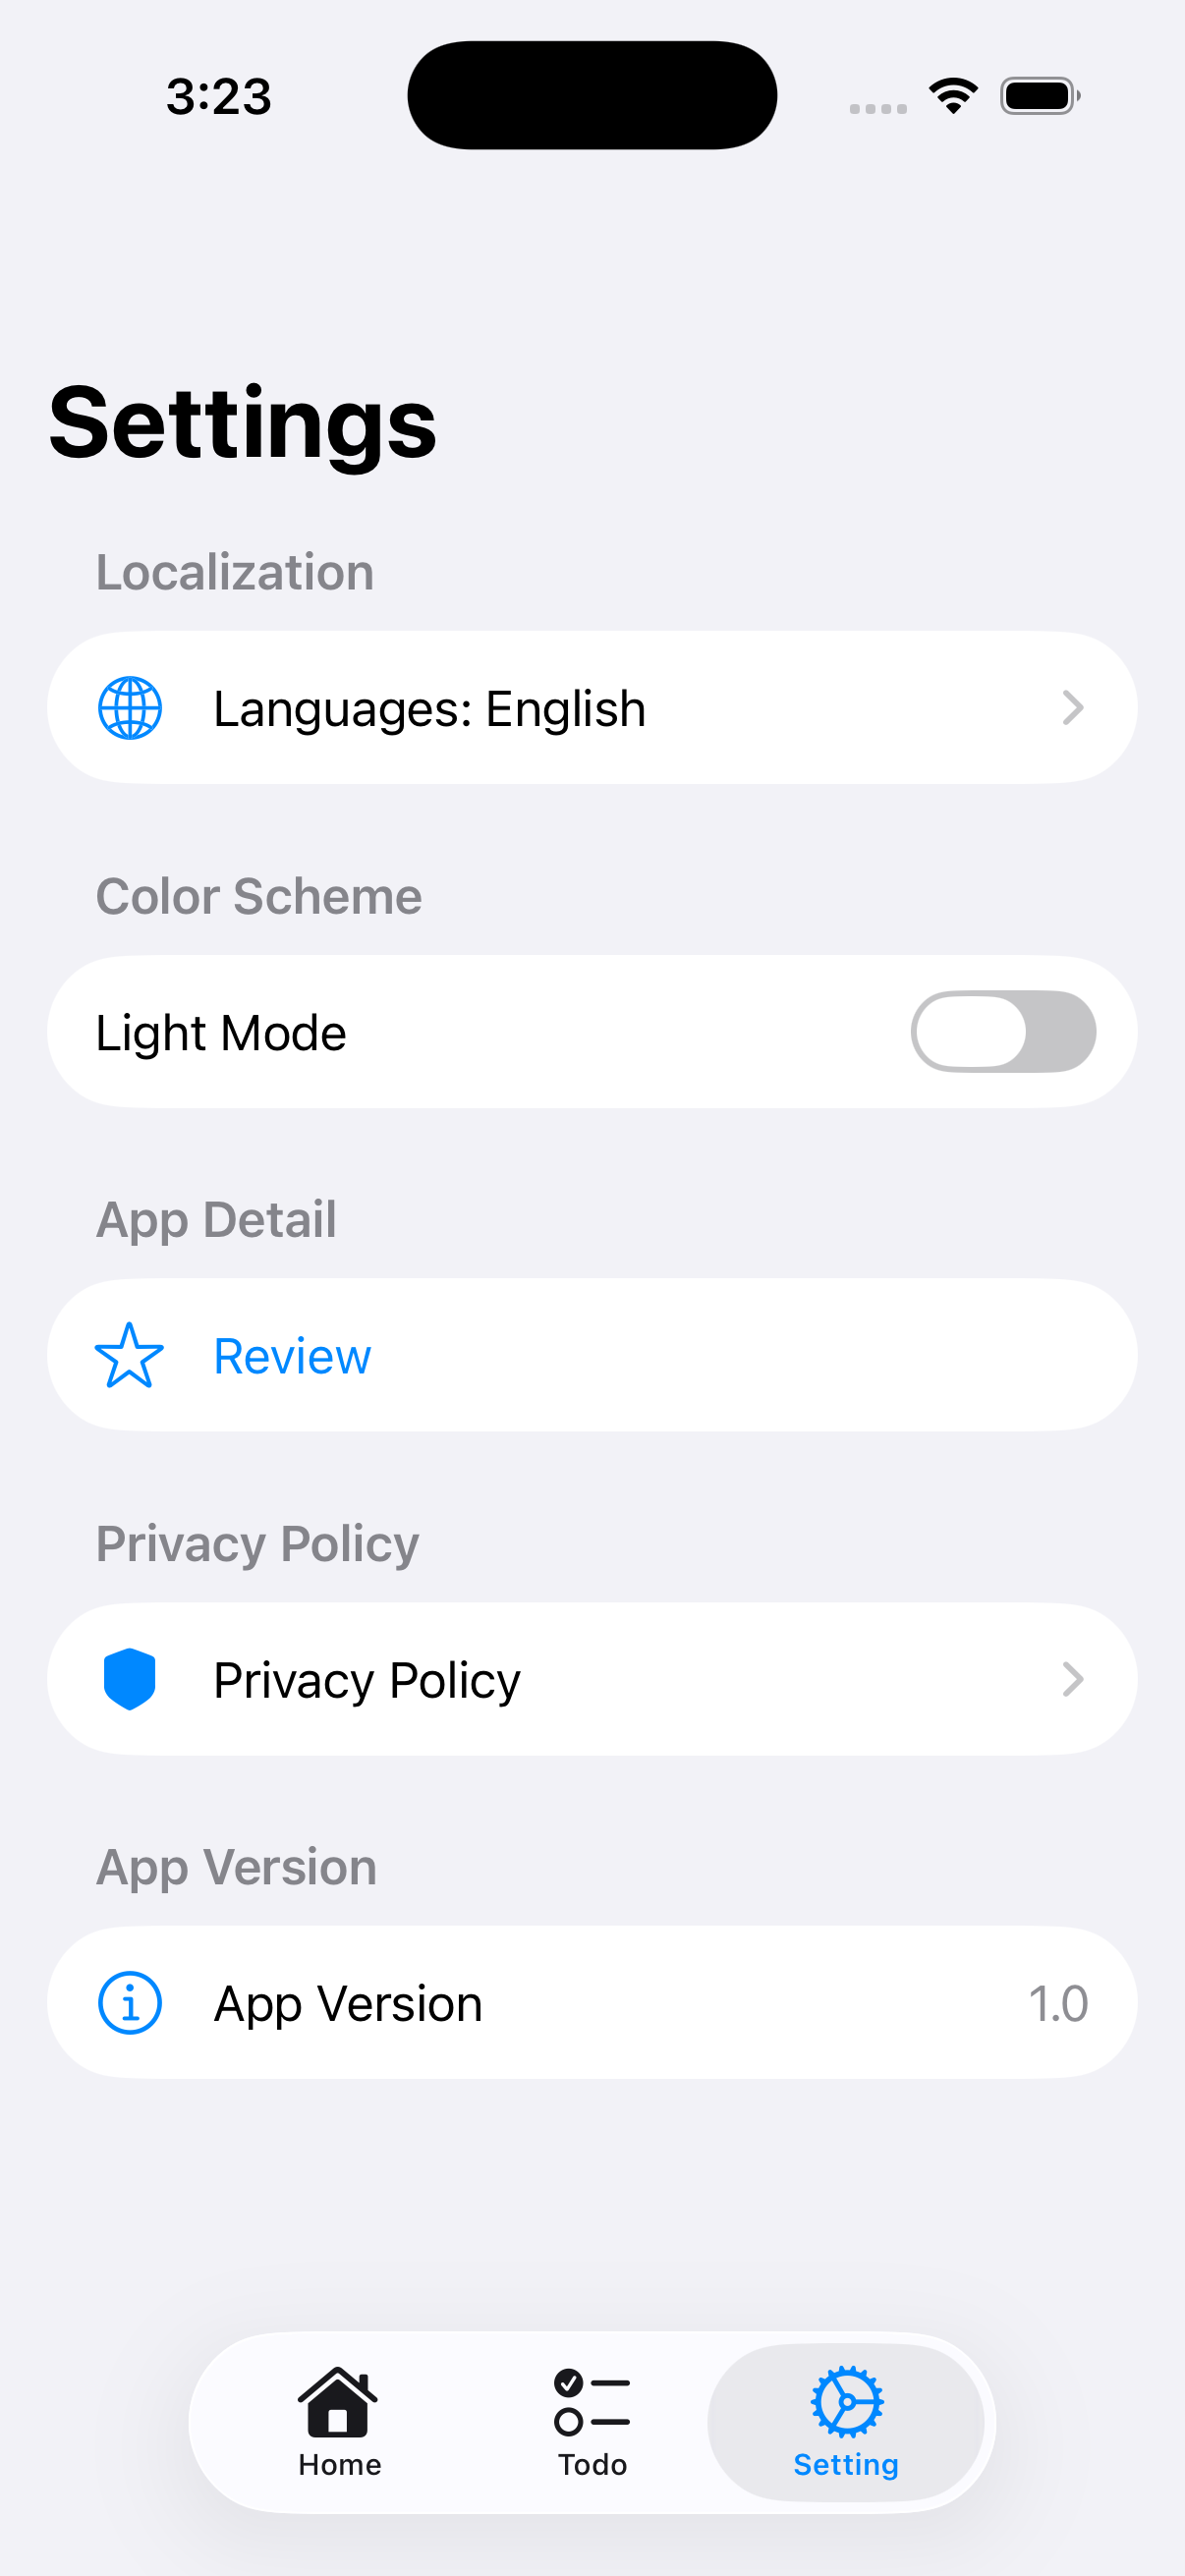 3:23
Settings
Localization
Languages: English
Color Scheme
Light Mode
App Detail
Review
Privacy Policy
Privacy Policy
App Version
App Version 1.0
Home Todo Setting